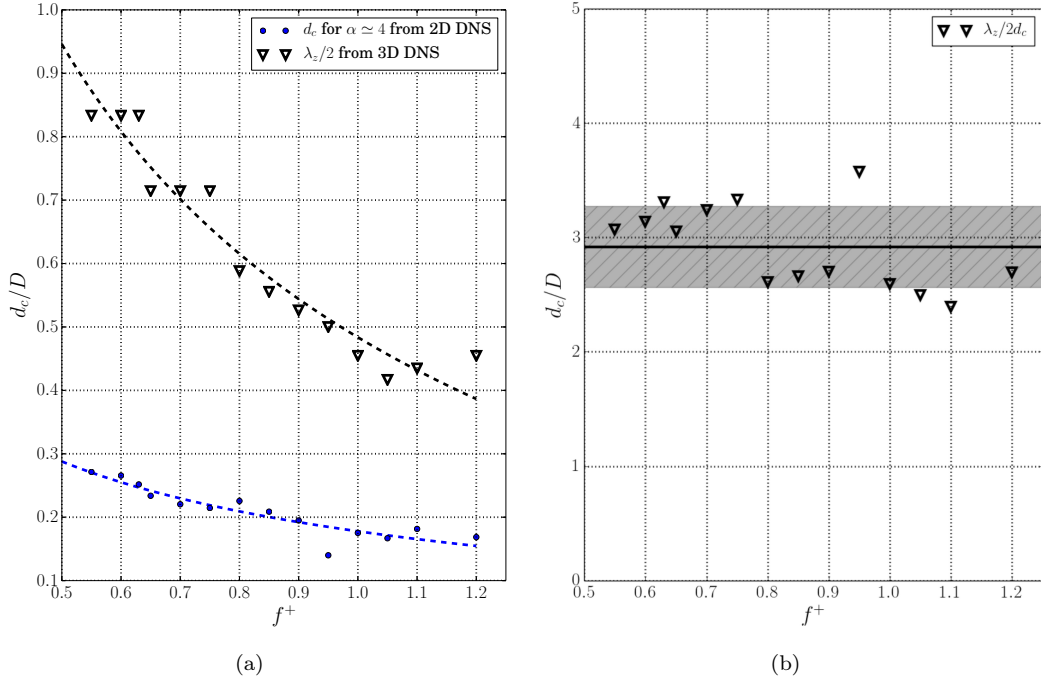 d_c for α ≃ 4 from 2D DNS
λ_z/2 from 3D DNS
1.0
0.9
0.8
0.7
0.6
0.5
0.4
0.3
0.2
0.1
d_c/D
0.5 0.6 0.7 0.8 0.9 1.0 1.1 1.2
f^+
(a)
λ_z/2d_c
5
4
3
2
1
0
d_c/D
0.5 0.6 0.7 0.8 0.9 1.0 1.1 1.2
f^+
(b)